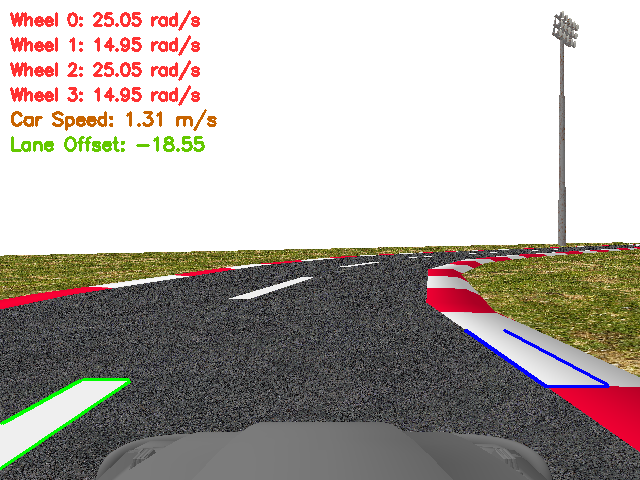 Wheel 0: 25.05 rad/s
Wheel 1: 14.95 rad/s
Wheel 2: 25.05 rad/s
Wheel 3: 14.95 rad/s
Car Speed: 1.31 m/s
Lane Offset: -18.55